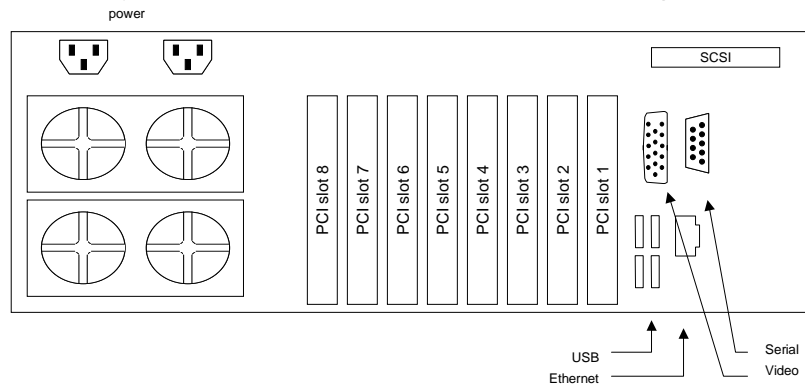 power
SCSI
PCI slot 8
PCI slot 7
PCI slot 6
PCI slot 5
PCI slot 4
PCI slot 3
PCI slot 2
PCI slot 1
USB
Serial
Ethernet
Video